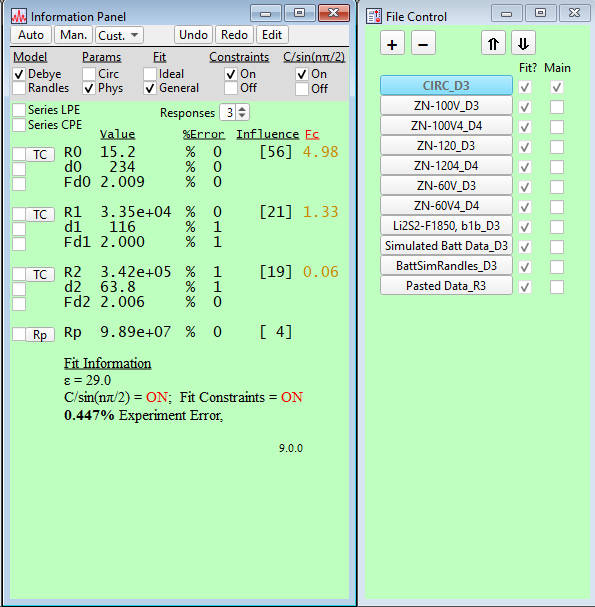 Information Panel
Auto Man. Cust. Undo Redo Edit
Model Params Fit Constraints C/sin(nπ/2)
Debye Circ Ideal On On
Randles Phys General Off Off
Series LPE
Series CPE
Responses 3
Value %Error Influence Fc
TC R0 15.2 % 0 [56] 4.98
d0 234 % 0
Fd0 2.009 % 0
TC R1 3.35e+04 % 0 [21] 1.33
d1 116 % 1
Fd1 2.000 % 1
TC R2 3.42e+05 % 1 [19] 0.06
d2 63.8 % 1
Fd2 2.006 % 0
Rp Rp 9.89e+07 % 0 [ 4]
Fit Information
ε = 29.0
C/sin(nπ/2) = ON; Fit Constraints = ON
0.447% Experiment Error,
9.0.0
File Control
+ − ⇑ ⇓
Fit? Main
CIRC_D3
ZN-100V_D3
ZN-100V4_D4
ZN-120_D3
ZN-1204_D4
ZN-60V_D3
ZN-60V4_D4
Li2S2-F1850, b1b_D3
Simulated Batt Data_D3
BattSimRandles_D3
Pasted Data_R3